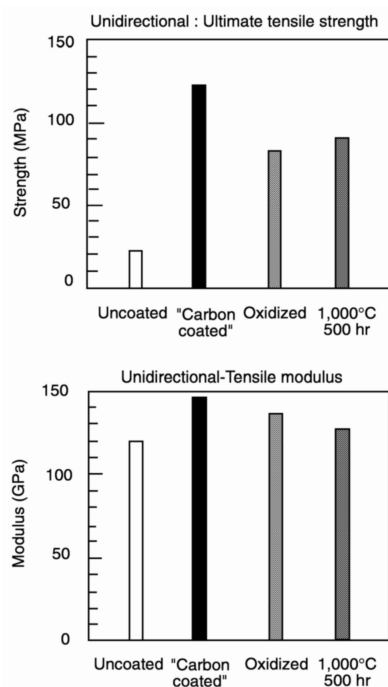 Unidirectional : Ultimate tensile strength
150
100
50
0
Strength (MPa)
Uncoated "Carbon coated" Oxidized 1,000°C 500 hr
Unidirectional-Tensile modulus
150
100
50
0
Modulus (GPa)
Uncoated "Carbon coated" Oxidized 1,000°C 500 hr